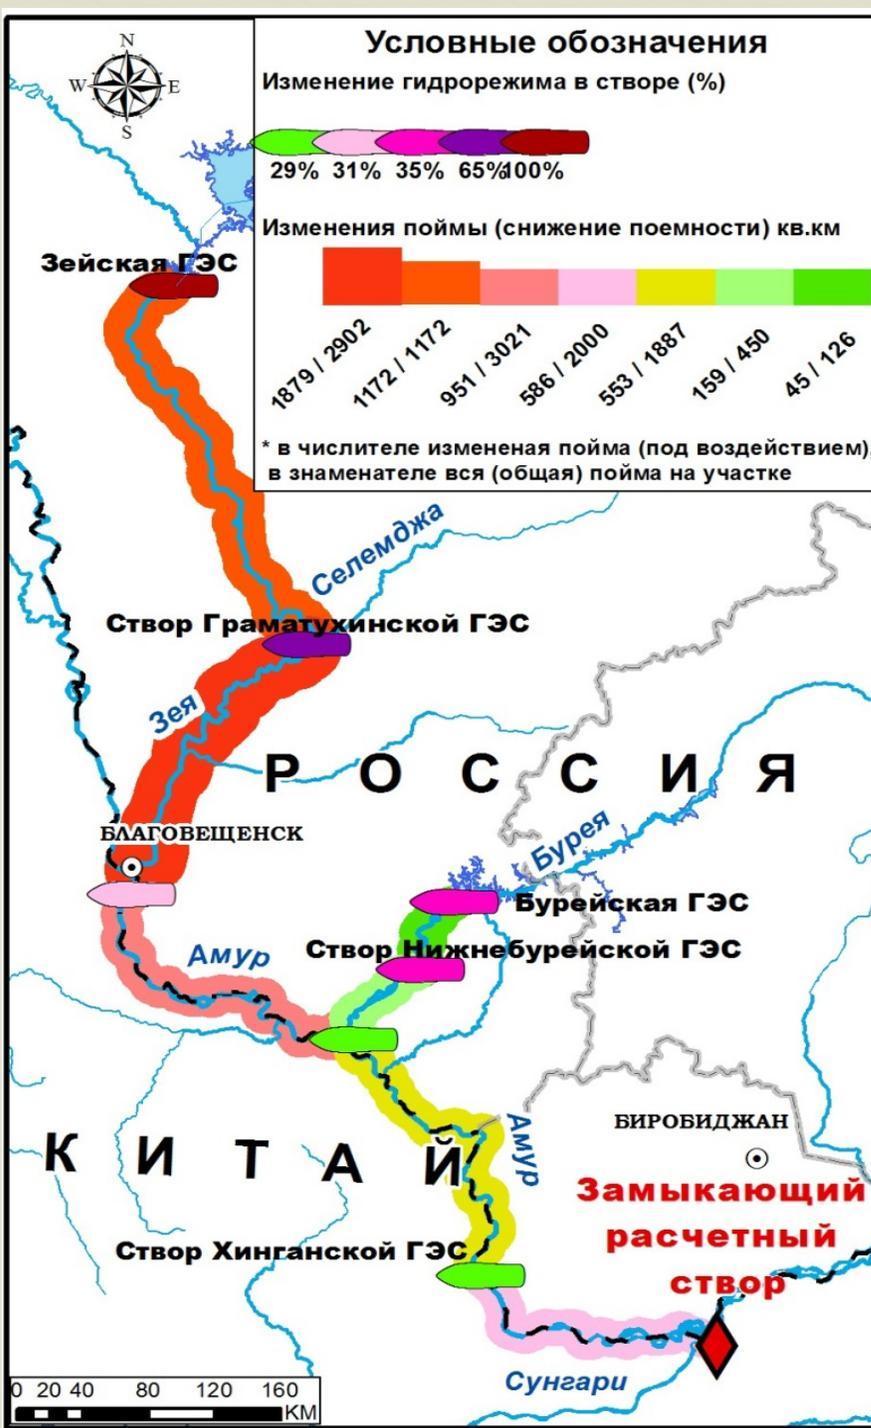 Условные обозначения
Изменение гидрорежима в створе (%)
29% 31% 35% 65% 100%
Изменения поймы (снижение поемности) кв.км
1879 / 2902
1172 / 1172
951 / 3021
586 / 2000
553 / 1887
159 / 450
45 / 126
* в числителе измененая пойма (под воздействием),
в знаменателе вся (общая) пойма на участке
N
W E
S
Зейская ГЭС
Селемджа
Створ Граматухинской ГЭС
Зея
РОССИЯ
БЛАГОВЕЩЕНСК
Бурея
Бурейская ГЭС
Створ Нижнебурейской ГЭС
Амур
Амур
БИРОБИДЖАН
КИТАЙ
Замыкающий
расчетный
створ
Створ Хинганской ГЭС
Сунгари
0 20 40 80 120 160
КМ